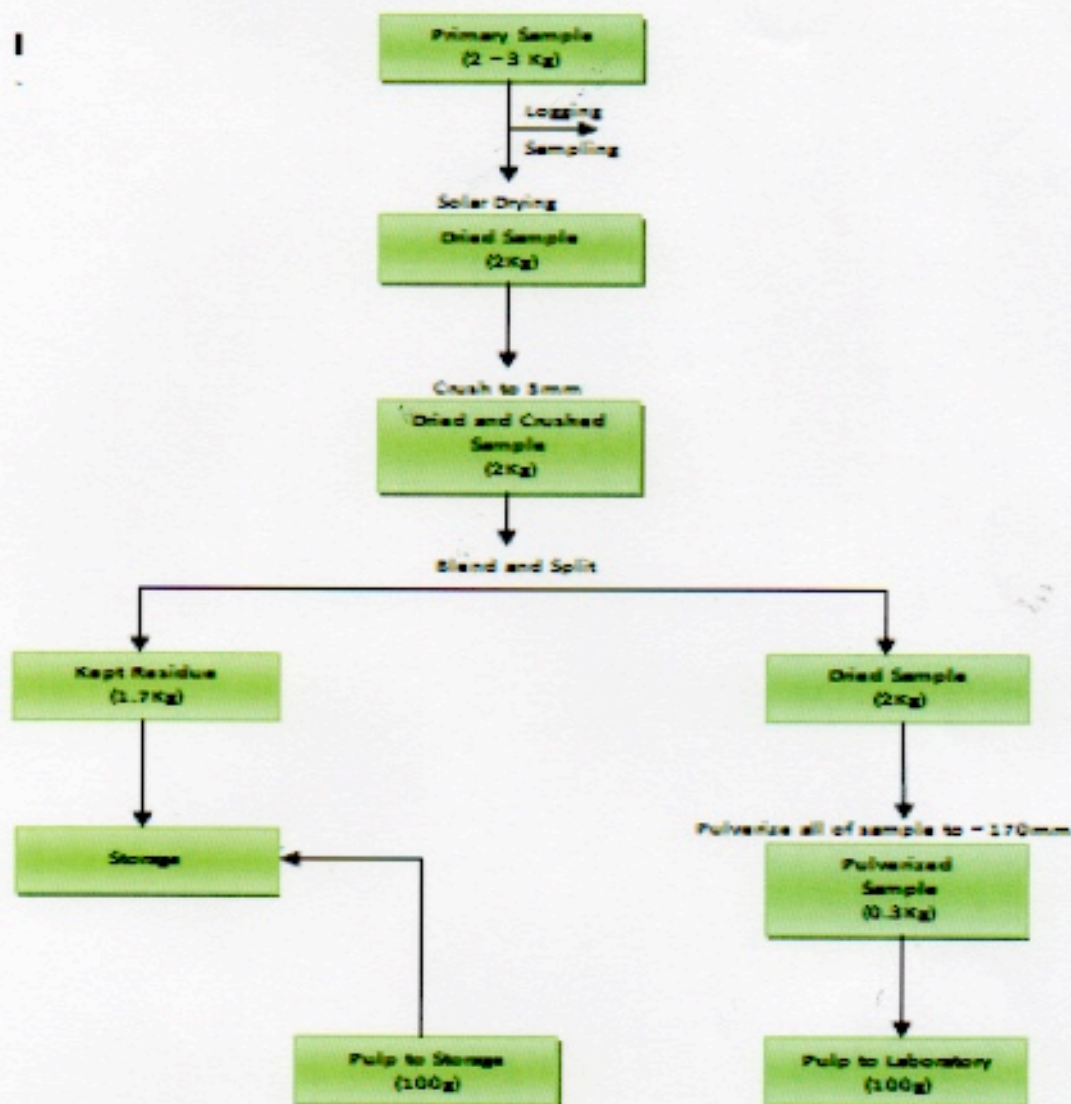 Primary Sample
(2 – 3 Kg)
Logging
Sampling
Solar Drying
Dried Sample
(2Kg)
Crush to 5mm
Dried and Crushed
Sample
(2Kg)
Blend and Split
Kept Residue
(1.7Kg)
Dried Sample
(2Kg)
Storage
Pulverize all of sample to – 170mm
Pulverized
Sample
(0.3Kg)
Pulp to Storage
(100g)
Pulp to Laboratory
(100g)